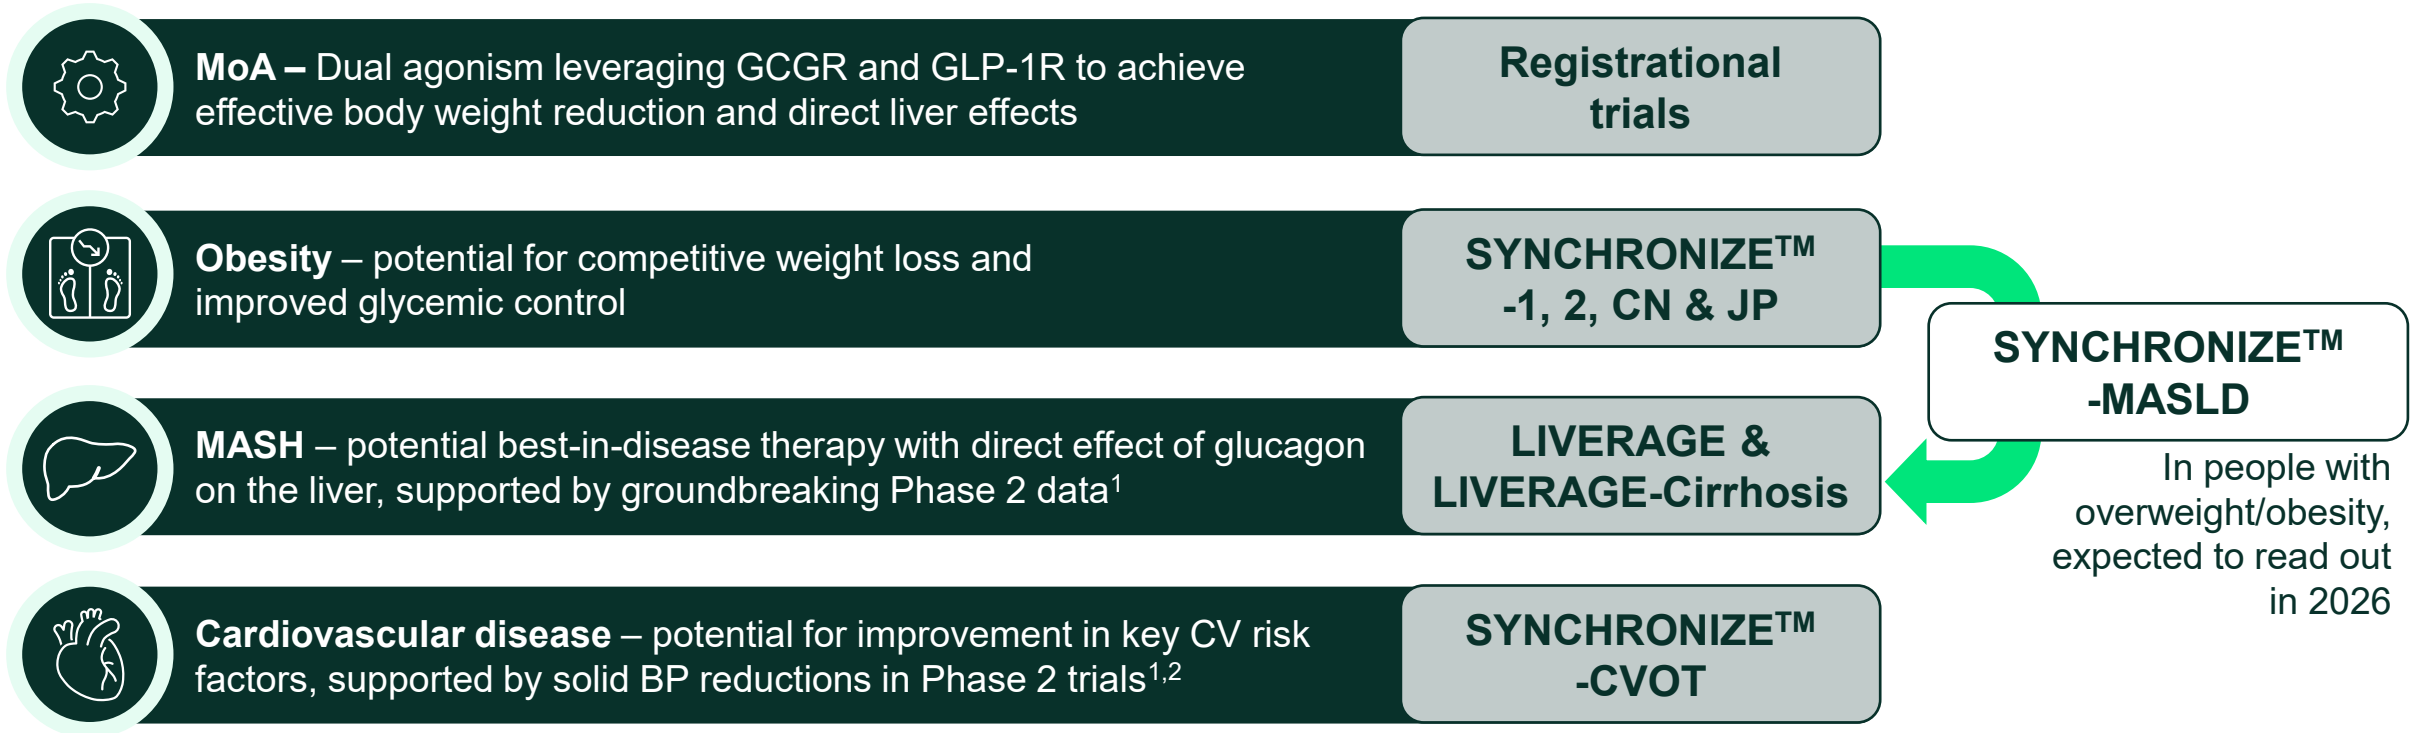 MoA – Dual agonism leveraging GCGR and GLP-1R to achieve
effective body weight reduction and direct liver effects
Registrational
trials
Obesity – potential for competitive weight loss and
improved glycemic control
SYNCHRONIZE™
-1, 2, CN & JP
SYNCHRONIZE™
-MASLD
In people with
overweight/obesity,
expected to read out
in 2026
MASH – potential best-in-disease therapy with direct effect of glucagon
on the liver, supported by groundbreaking Phase 2 data¹
LIVERAGE &
LIVERAGE-Cirrhosis
Cardiovascular disease – potential for improvement in key CV risk
factors, supported by solid BP reductions in Phase 2 trials¹,²
SYNCHRONIZE™
-CVOT